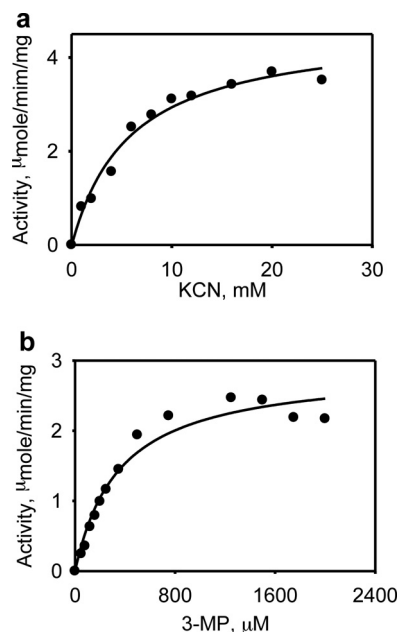 a
Activity, μmole/mim/mg
4
2
0
0 10 20 30
KCN, mM
b
Activity, μmole/min/mg
3
2
1
0
0 800 1600 2400
3-MP, μM